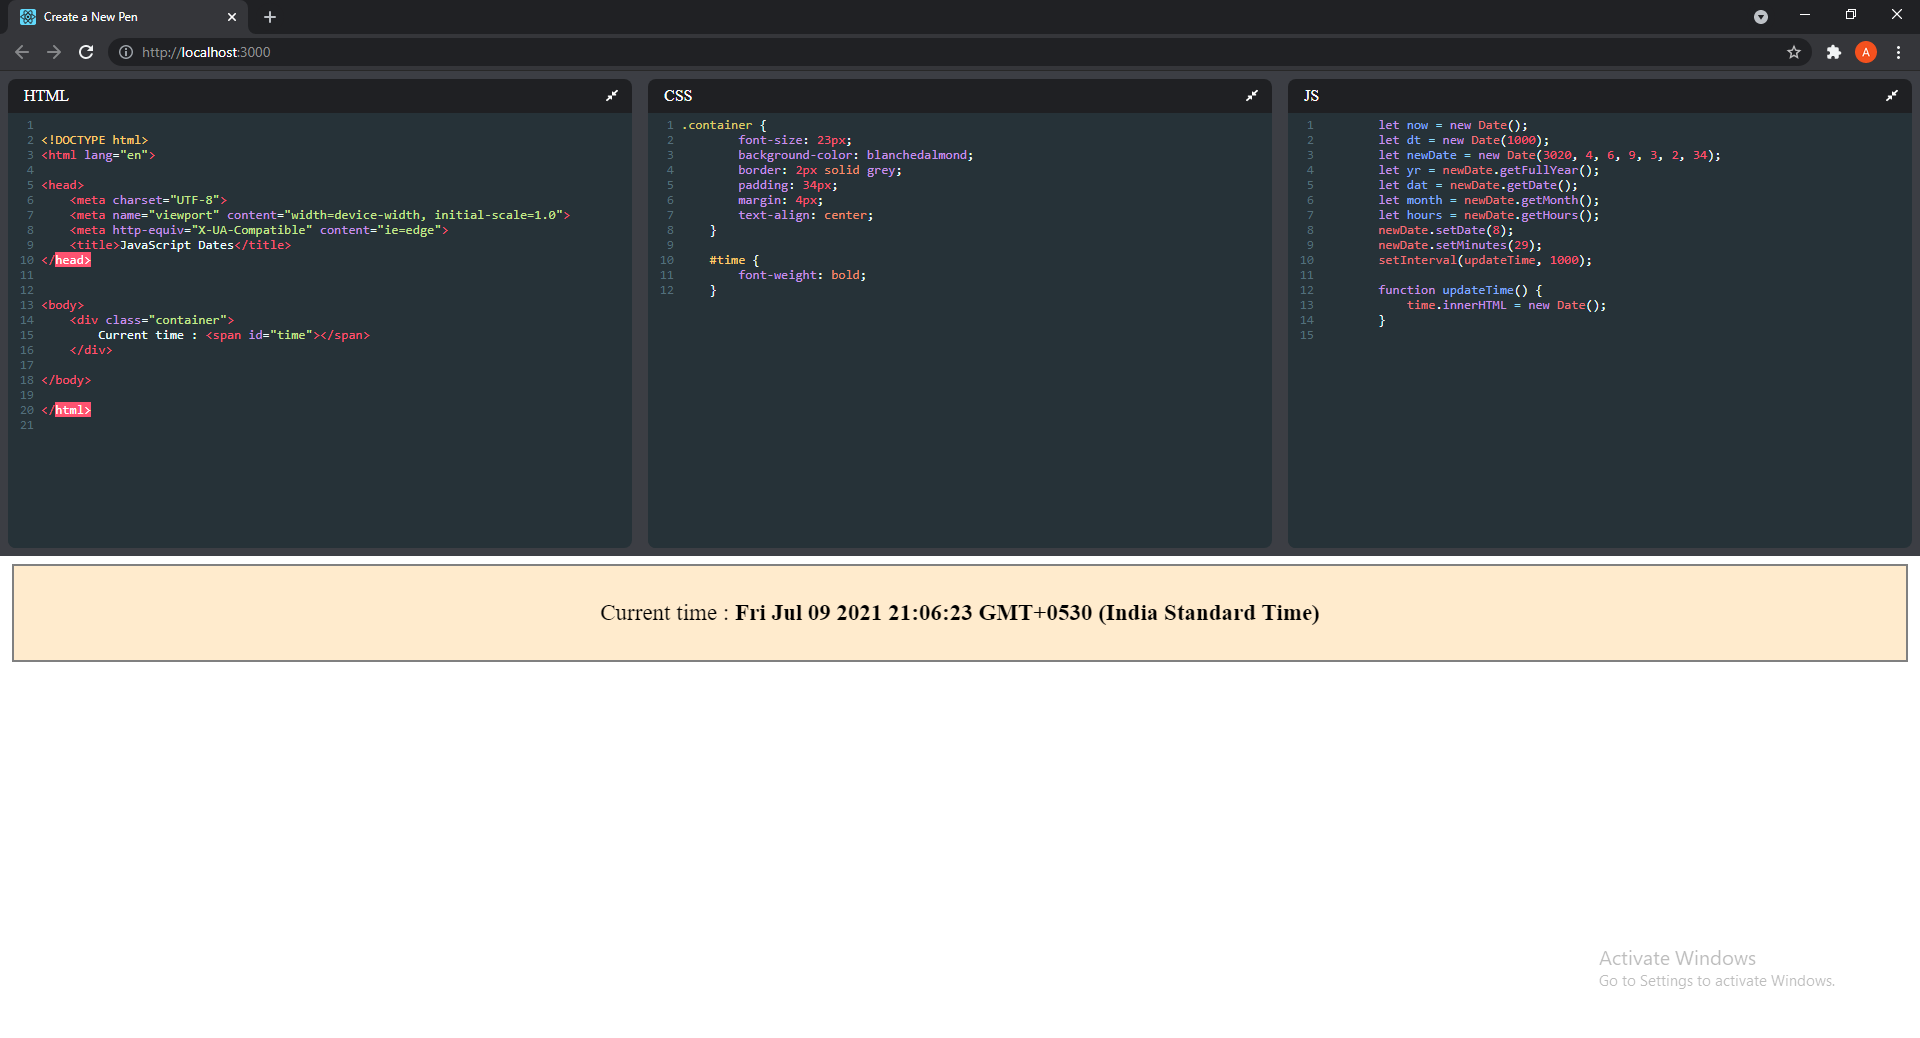 Create a New Pen
A
http://localhost:3000
HTML
1
2 <!DOCTYPE html>
3 <html lang="en">
4
5 <head>
6 <meta charset="UTF-8">
7 <meta name="viewport" content="width=device-width, initial-scale=1.0">
8 <meta http-equiv="X-UA-Compatible" content="ie=edge">
9 <title>JavaScript Dates</title>
10 </head>
11
12
13 <body>
14 <div class="container">
15 Current time : <span id="time"></span>
16 </div>
17
18 </body>
19
20 </html>
21
CSS
1 .container {
2 font-size: 23px;
3 background-color: blanchedalmond;
4 border: 2px solid grey;
5 padding: 34px;
6 margin: 4px;
7 text-align: center;
8 }
9
10 #time {
11 font-weight: bold;
12 }
JS
1 let now = new Date();
2 let dt = new Date(1000);
3 let newDate = new Date(3020, 4, 6, 9, 3, 2, 34);
4 let yr = newDate.getFullYear();
5 let dat = newDate.getDate();
6 let month = newDate.getMonth();
7 let hours = newDate.getHours();
8 newDate.setDate(8);
9 newDate.setMinutes(29);
10 setInterval(updateTime, 1000);
11
12 function updateTime() {
13 time.innerHTML = new Date();
14 }
15
Current time : Fri Jul 09 2021 21:06:23 GMT+0530 (India Standard Time)
Activate Windows
Go to Settings to activate Windows.